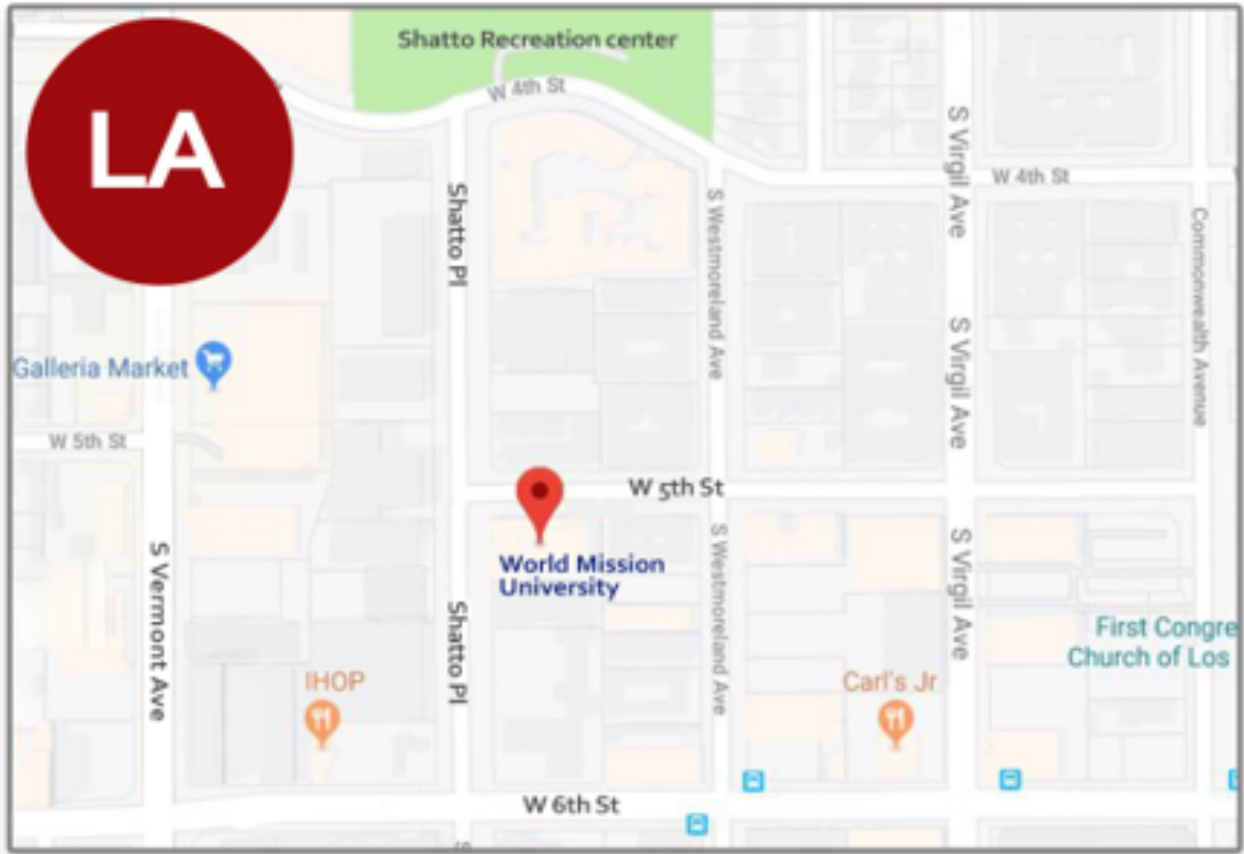 LA
Shatto Recreation center
W 4th St
W 4th St
S Virgil Ave
Shatto Pl
S Westmoreland Ave
Commonwealth Avenue
S Virgil Ave
Galleria Market
W 5th St
W 5th St
S Vermont Ave
World Mission
University
S Westmoreland Ave
S Virgil Ave
Shatto Pl
First Congre
Church of Los
IHOP
Carl's Jr
W 6th St